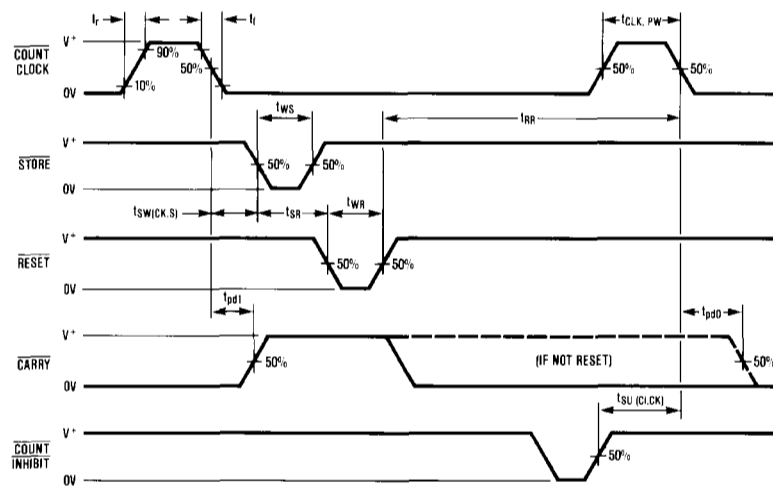 tr
tf
tCLK, PW
V+
90%
COUNT
CLOCK
50%
50%
50%
10%
0V
tWS
tRR
V+
STORE
50%
50%
0V
tSW(CK.S)
tSR
tWR
V+
RESET
50%
50%
0V
tpd1
tpd0
V+
CARRY
50%
(IF NOT RESET)
50%
0V
tSU (CI.CK)
V+
COUNT
INHIBIT
50%
0V